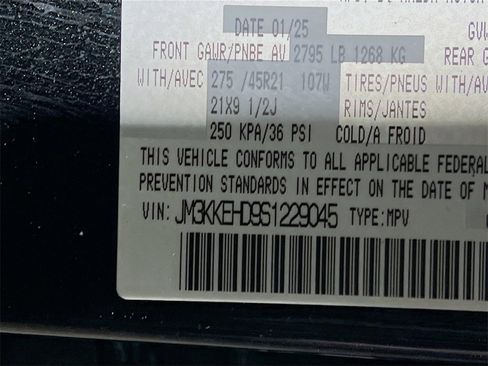 DATE 01/25
FRONT GAWR/PNBE AV 2795 LB 1268 KG
REAR
WITH/AVEC 275 /45R21 107W TIRES/PNEUS WITH/AVEC
21X9 1/2J RIMS/JANTES
250 KPA/36 PSI COLD/A FROID
THIS VEHICLE CONFORMS TO ALL APPLICABLE FEDERAL
PREVENTION STANDARDS IN EFFECT ON THE DATE OF
VIN: JM3KKEHD9S1229045 TYPE:MPV